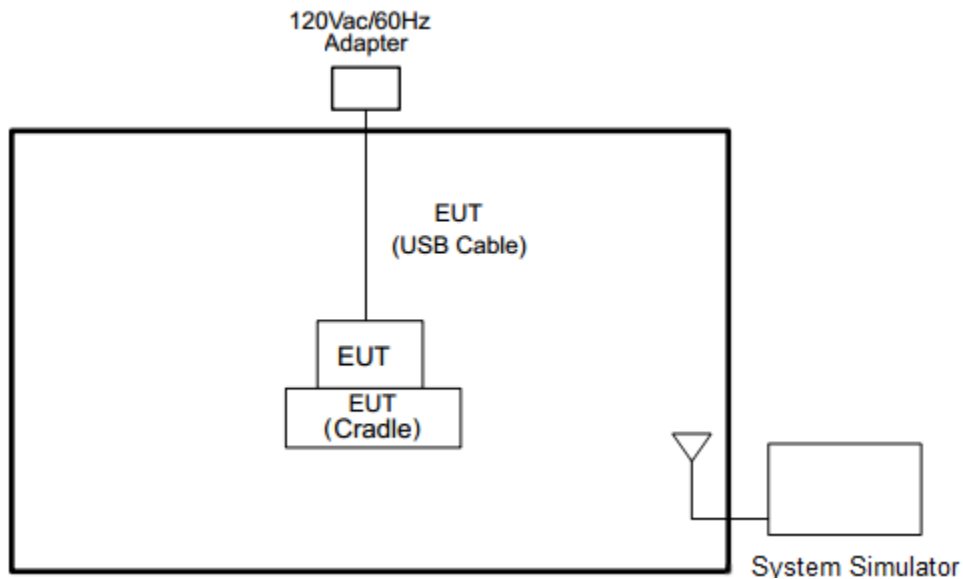 120Vac/60Hz
Adapter
EUT
(USB Cable)
EUT
EUT
(Cradle)
System Simulator